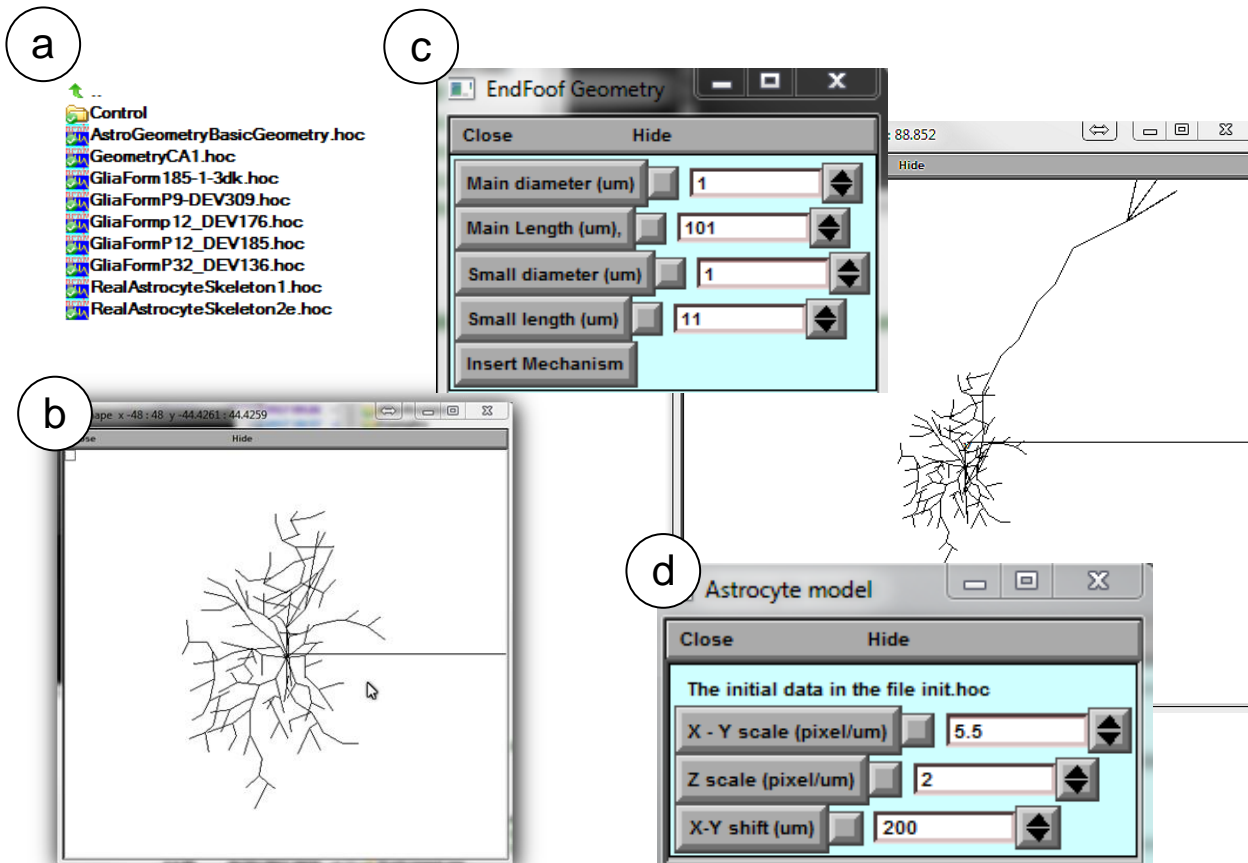 a
..
Control
AstroGeometryBasicGeometry.hoc
GeometryCA1.hoc
GliaForm185-1-3dk.hoc
GliaFormP9-DEV309.hoc
GliaFormp12_DEV176.hoc
GliaFormP12_DEV185.hoc
GliaFormP32_DEV136.hoc
RealAstrocyteSkeleton1.hoc
RealAstrocyteSkeleton2e.hoc
c
EndFoof Geometry
Close Hide
Main diameter (um) 1
Main Length (um), 101
Small diameter (um) 1
Small length (um) 11
Insert Mechanism
: 88.852
Hide
b
x -48 : 48 y -44.4261 : 44.4259
Hide
d
Astrocyte model
Close Hide
The initial data in the file init.hoc
X - Y scale (pixel/um) 5.5
Z scale (pixel/um) 2
X-Y shift (um) 200